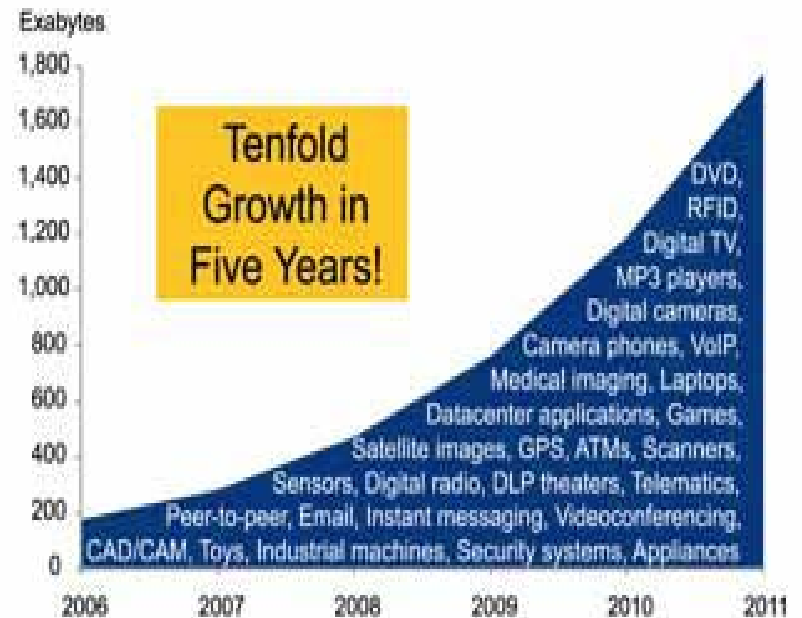 Exabytes
1,800
1,600
1,400
1,200
1,000
800
600
400
200
0
Tenfold
Growth in
Five Years!
DVD,
RFID,
Digital TV,
MP3 players,
Digital cameras,
Camera phones, VoIP,
Medical imaging, Laptops,
Datacenter applications, Games,
Satellite images, GPS, ATMs, Scanners,
Sensors, Digital radio, DLP theaters, Telematics,
Peer-to-peer, Email, Instant messaging, Videoconferencing,
CAD/CAM, Toys, Industrial machines, Security systems, Appliances
2006 2007 2008 2009 2010 2011